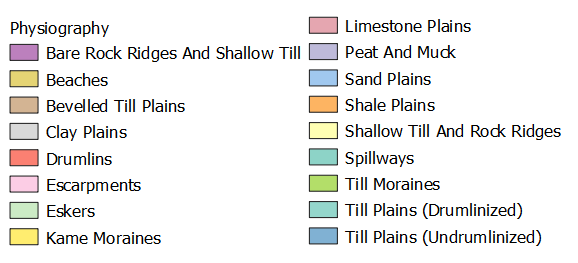 Physiography
Bare Rock Ridges And Shallow Till
Beaches
Bevelled Till Plains
Clay Plains
Drumlins
Escarpments
Eskers
Kame Moraines
Limestone Plains
Peat And Muck
Sand Plains
Shale Plains
Shallow Till And Rock Ridges
Spillways
Till Moraines
Till Plains (Drumlinized)
Till Plains (Undrumlinized)